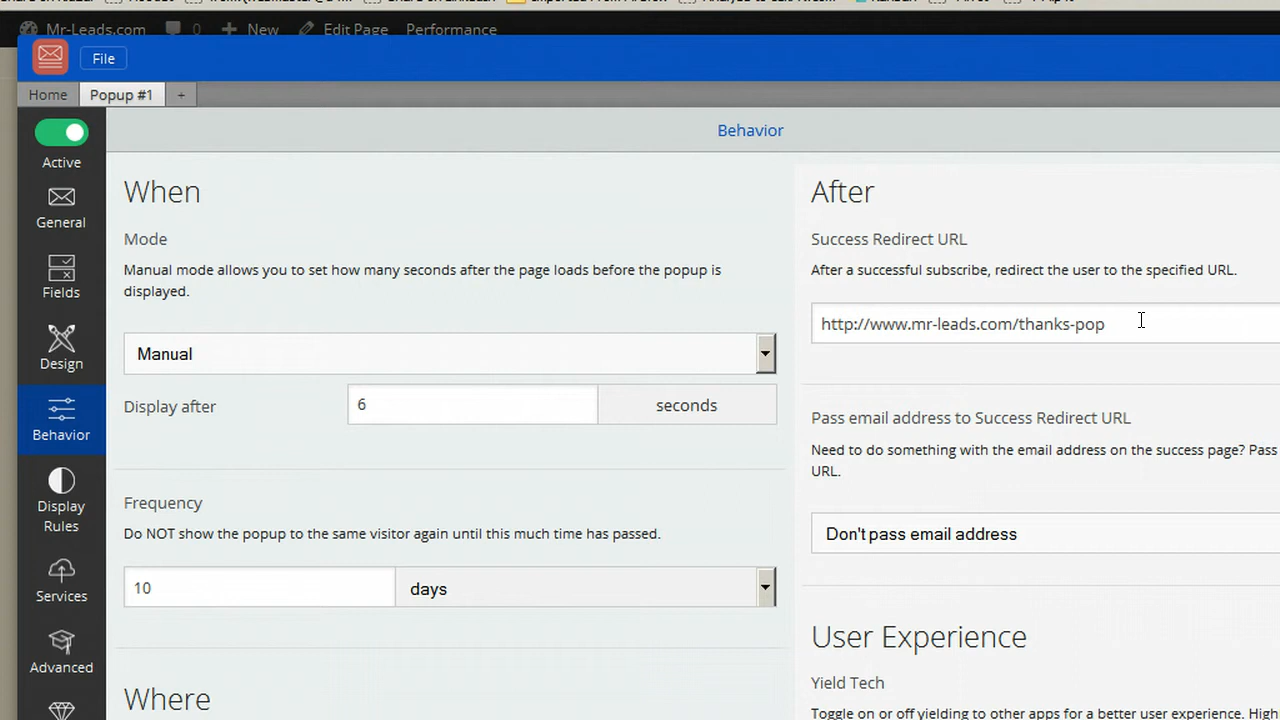 Mr-Leads.com 0 New Edit Page Performance
File
Home Popup #1 +
Active
General
Fields
Design
Behavior
Display
Rules
Services
Advanced
Behavior
When
Mode
Manual mode allows you to set how many seconds after the page loads before the popup is
displayed.
Manual
Display after 6 seconds
Frequency
Do NOT show the popup to the same visitor again until this much time has passed.
10 days
Where
After
Success Redirect URL
After a successful subscribe, redirect the user to the specified URL.
http://www.mr-leads.com/thanks-pop
Pass email address to Success Redirect URL
Need to do something with the email address on the success page? Pass
URL.
Don't pass email address
User Experience
Yield Tech
Toggle on or off yielding to other apps for a better user experience. High